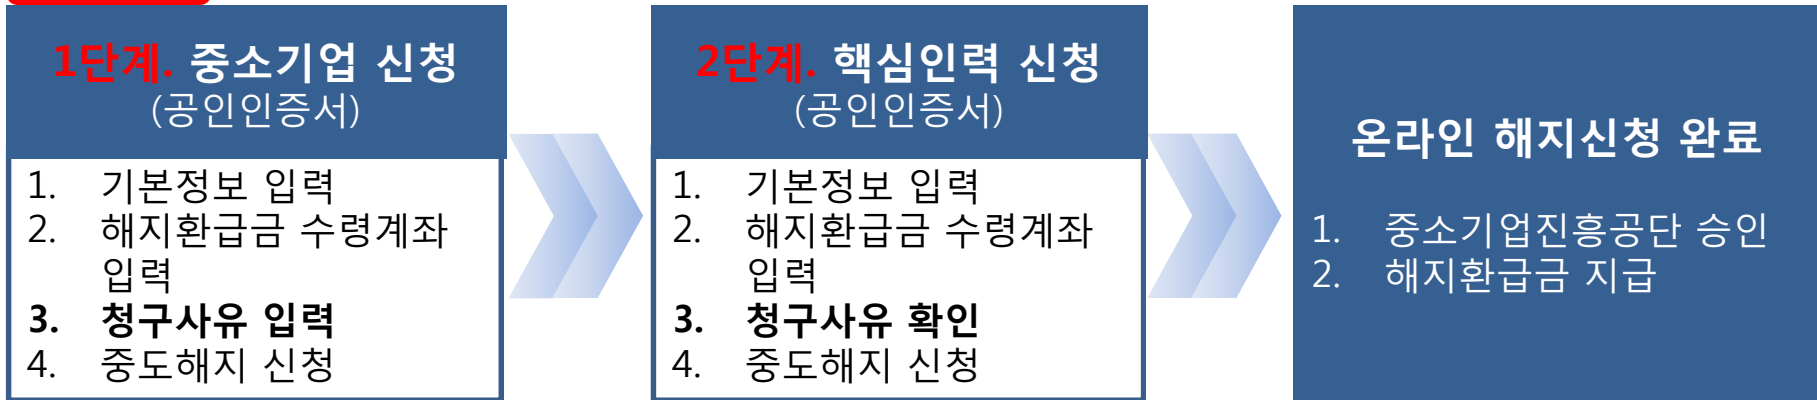 1단계. 중소기업 신청
(공인인증서)
1. 기본정보 입력
2. 해지환급금 수령계좌
입력
3. 청구사유 입력
4. 중도해지 신청
2단계. 핵심인력 신청
(공인인증서)
1. 기본정보 입력
2. 해지환급금 수령계좌
입력
3. 청구사유 확인
4. 중도해지 신청
온라인 해지신청 완료
1. 중소기업진흥공단 승인
2. 해지환급금 지급